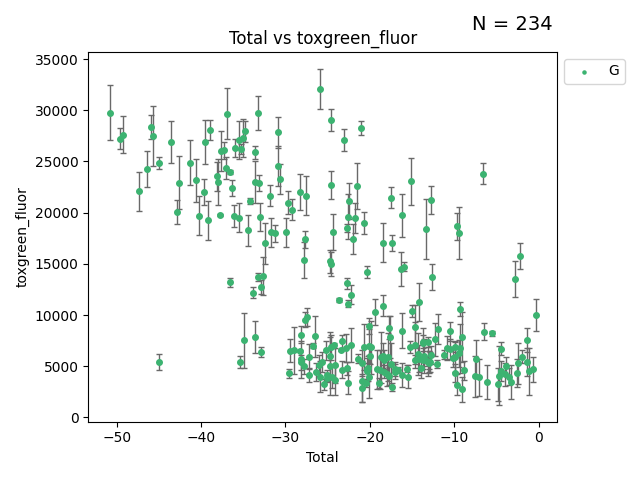 N = 234
Total vs toxgreen_fluor
G
toxgreen_fluor
35000
30000
25000
20000
15000
10000
5000
0
−50 −40 −30 −20 −10 0
Total